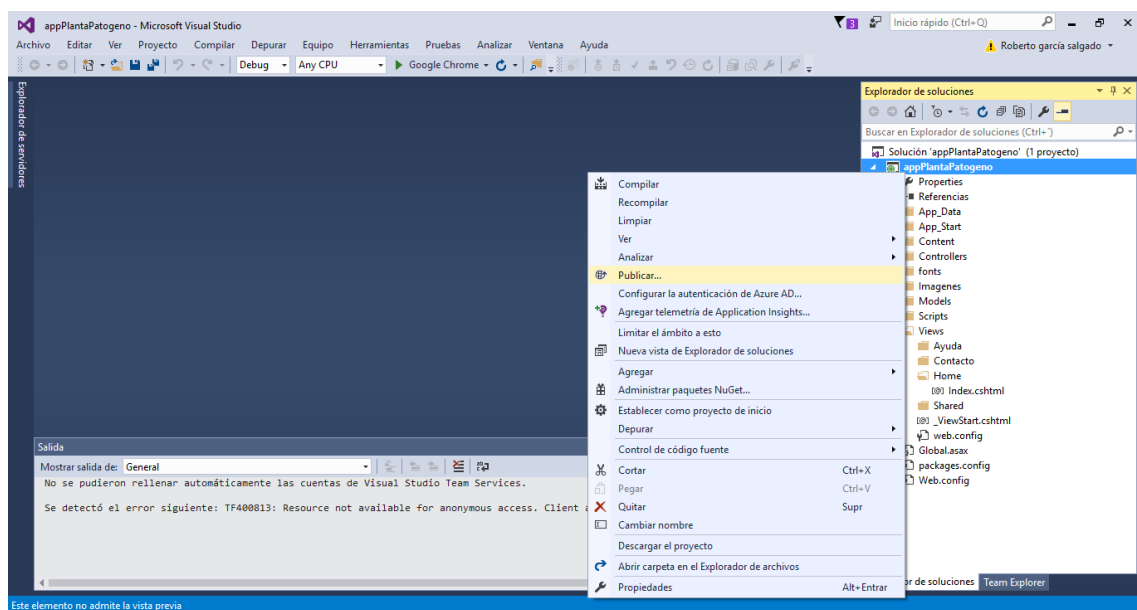 appPlantaPatogeno - Microsoft Visual Studio
3
Inicio rápido (Ctrl+Q)
Archivo Editar Ver Proyecto Compilar Depurar Equipo Herramientas Pruebas Analizar Ventana Ayuda
Roberto garcía salgado
Debug Any CPU Google Chrome
Explorador de servidores
Explorador de soluciones
Buscar en Explorador de soluciones (Ctrl+´)
Solución 'appPlantaPatogeno' (1 proyecto)
appPlantaPatogeno
Properties
Referencias
App_Data
App_Start
Content
Controllers
fonts
Imagenes
Models
Scripts
Views
Ayuda
Contacto
Home
Index.cshtml
Shared
_ViewStart.cshtml
web.config
Global.asax
packages.config
Web.config
Compilar
Recompilar
Limpiar
Ver
Analizar
Publicar...
Configurar la autenticación de Azure AD...
Agregar telemetría de Application Insights...
Limitar el ámbito a esto
Nueva vista de Explorador de soluciones
Agregar
Administrar paquetes NuGet...
Establecer como proyecto de inicio
Depurar
Control de código fuente
Cortar Ctrl+X
Pegar Ctrl+V
Quitar Supr
Cambiar nombre
Descargar el proyecto
Abrir carpeta en el Explorador de archivos
Propiedades Alt+Entrar
Salida
Mostrar salida de: General
No se pudieron rellenar automáticamente las cuentas de Visual Studio Team Services.
Se detectó el error siguiente: TF400813: Resource not available for anonymous access. Client
or de soluciones Team Explorer
Este elemento no admite la vista previa